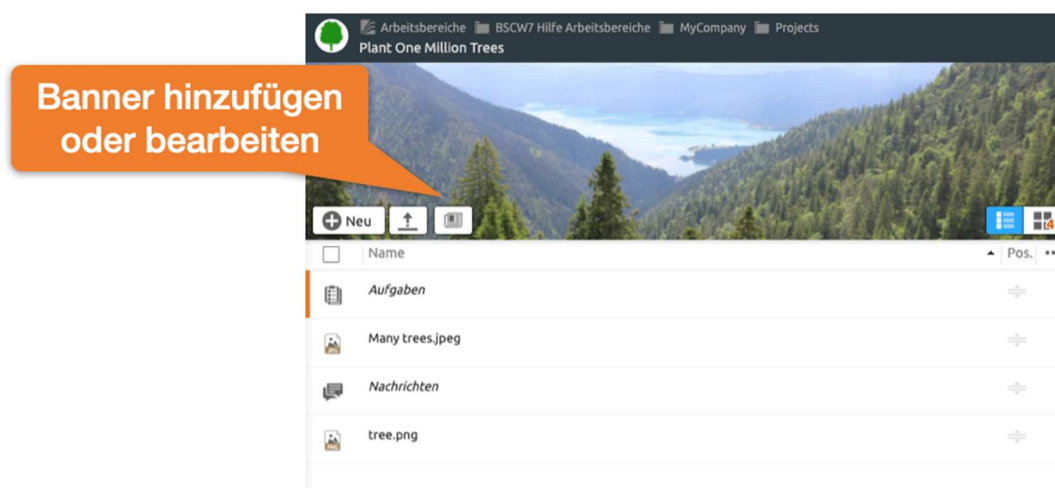 Arbeitsbereiche BSCW7 Hilfe Arbeitsbereiche MyCompany Projects
Plant One Million Trees
Banner hinzufügen
oder bearbeiten
Neu
Name Pos.
Aufgaben
Many trees.jpeg
Nachrichten
tree.png